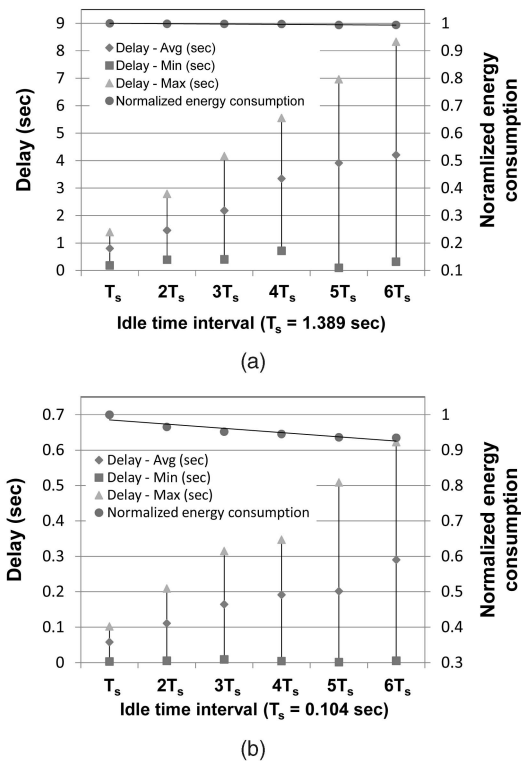 9
8
7
6
5
4
3
2
1
0
Delay (sec)
Delay - Avg (sec)
Delay - Min (sec)
Delay - Max (sec)
Normalized energy consumption
1
0.9
0.8
0.7
0.6
0.5
0.4
0.3
0.2
0.1
Noramlized energy
consumption
Ts 2Ts 3Ts 4Ts 5Ts 6Ts
Idle time interval (Ts = 1.389 sec)
(a)
0.7
0.6
0.5
0.4
0.3
0.2
0.1
0
Delay (sec)
Delay - Avg (sec)
Delay - Min (sec)
Delay - Max (sec)
Normalized energy consumption
1
0.9
0.8
0.7
0.6
0.5
0.4
0.3
Normalized energy
consumption
Ts 2Ts 3Ts 4Ts 5Ts 6Ts
Idle time interval (Ts = 0.104 sec)
(b)